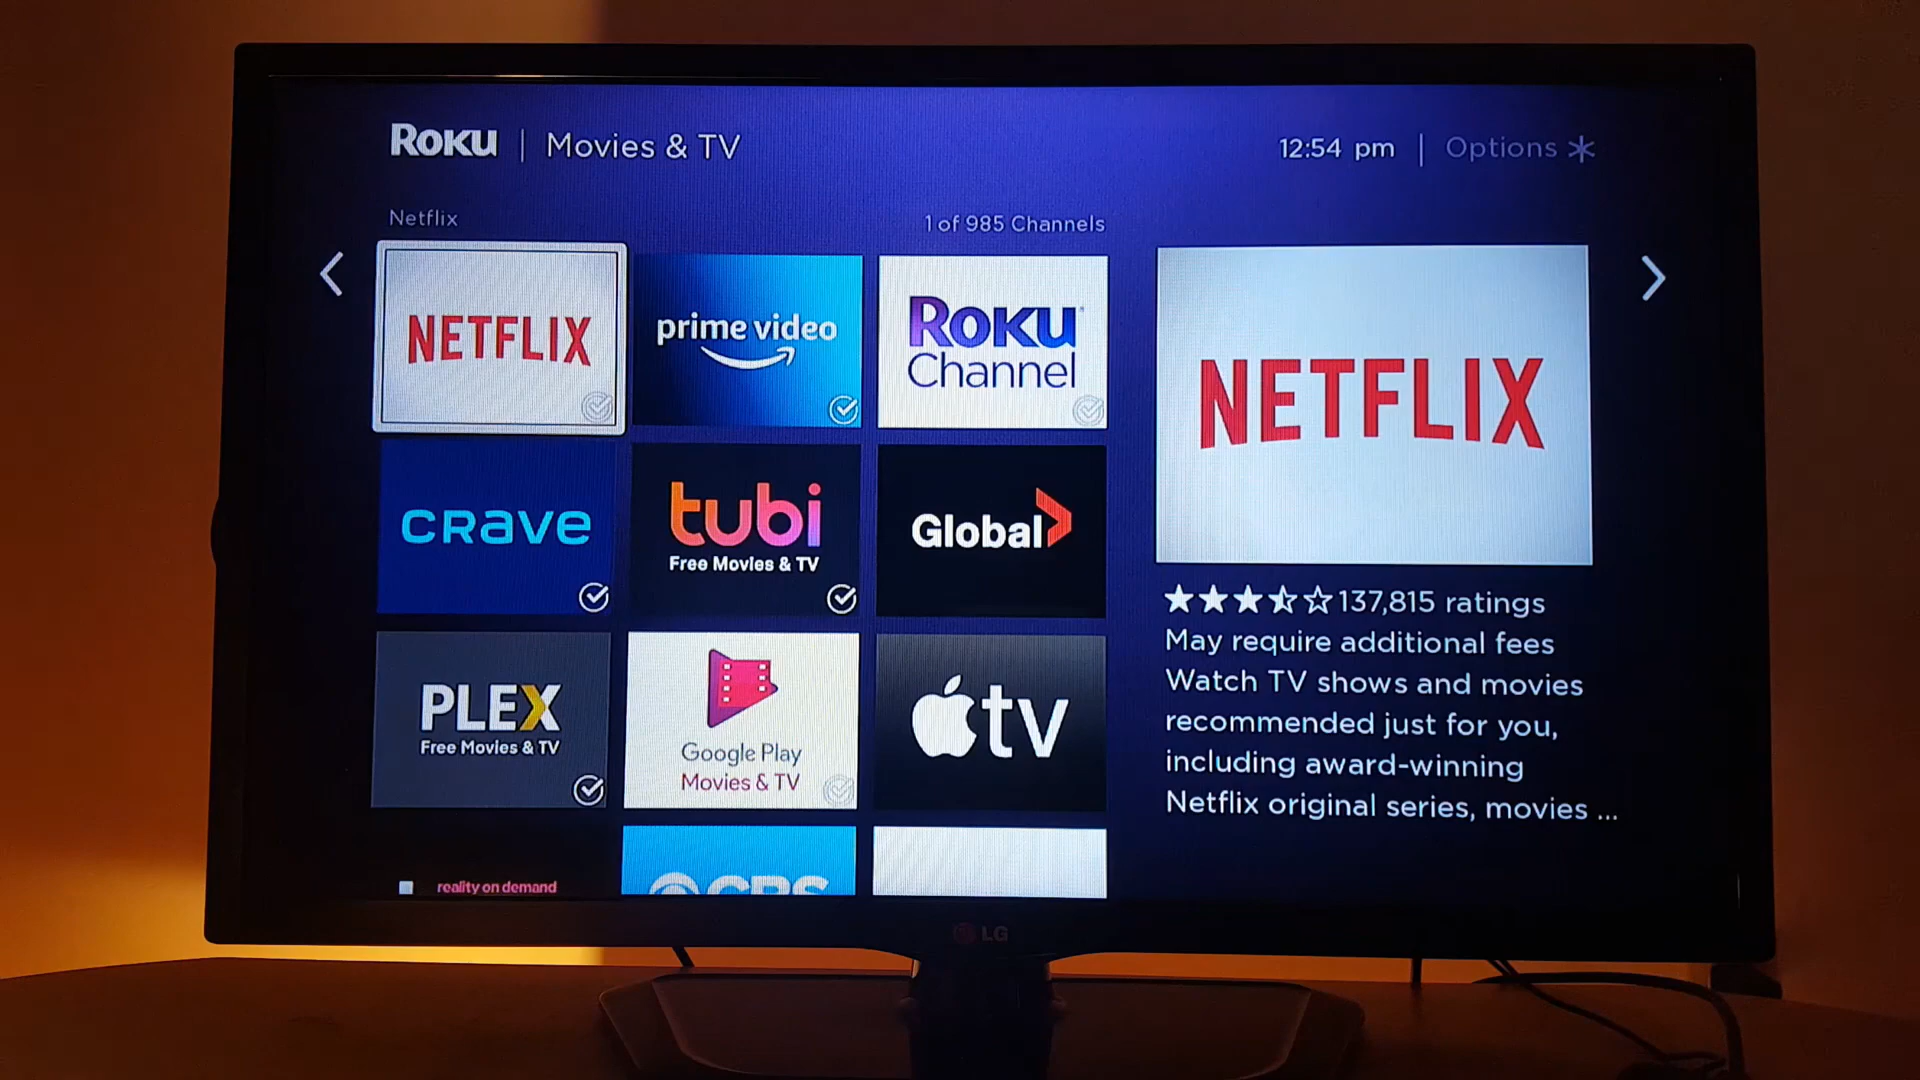 Roku | Movies & TV
12:54 pm | Options
Netflix
1 of 985 Channels
NETFLIX
prime video
Roku
Channel
NETFLIX
crave
tubi
Free Movies & TV
Global
137,815 ratings
May require additional fees
Watch TV shows and movies
recommended just for you,
including award-winning
Netflix original series, movies ...
PLEX
Free Movies & TV
Google Play
Movies & TV
tv
reality on demand
CBS
LG